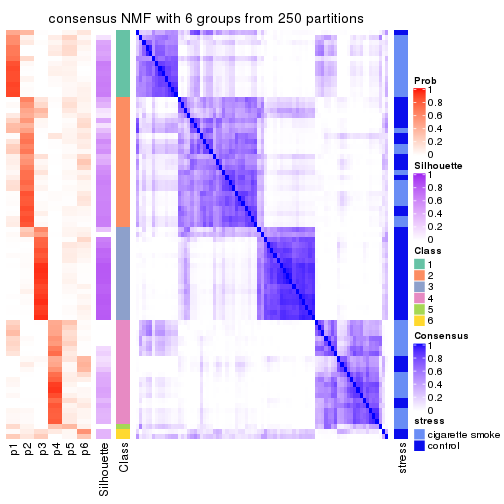 consensus NMF with 6 groups from 250 partitions
Prob
1
0.8
0.6
0.4
0.2
0
Silhouette
1
0.8
0.6
0.4
0.2
0
Class
1
2
3
4
5
6
Consensus
1
0.8
0.6
0.4
0.2
0
stress
cigarette smoke
control
p1
p2
p3
p4
p5
p6
Silhouette
Class
stress